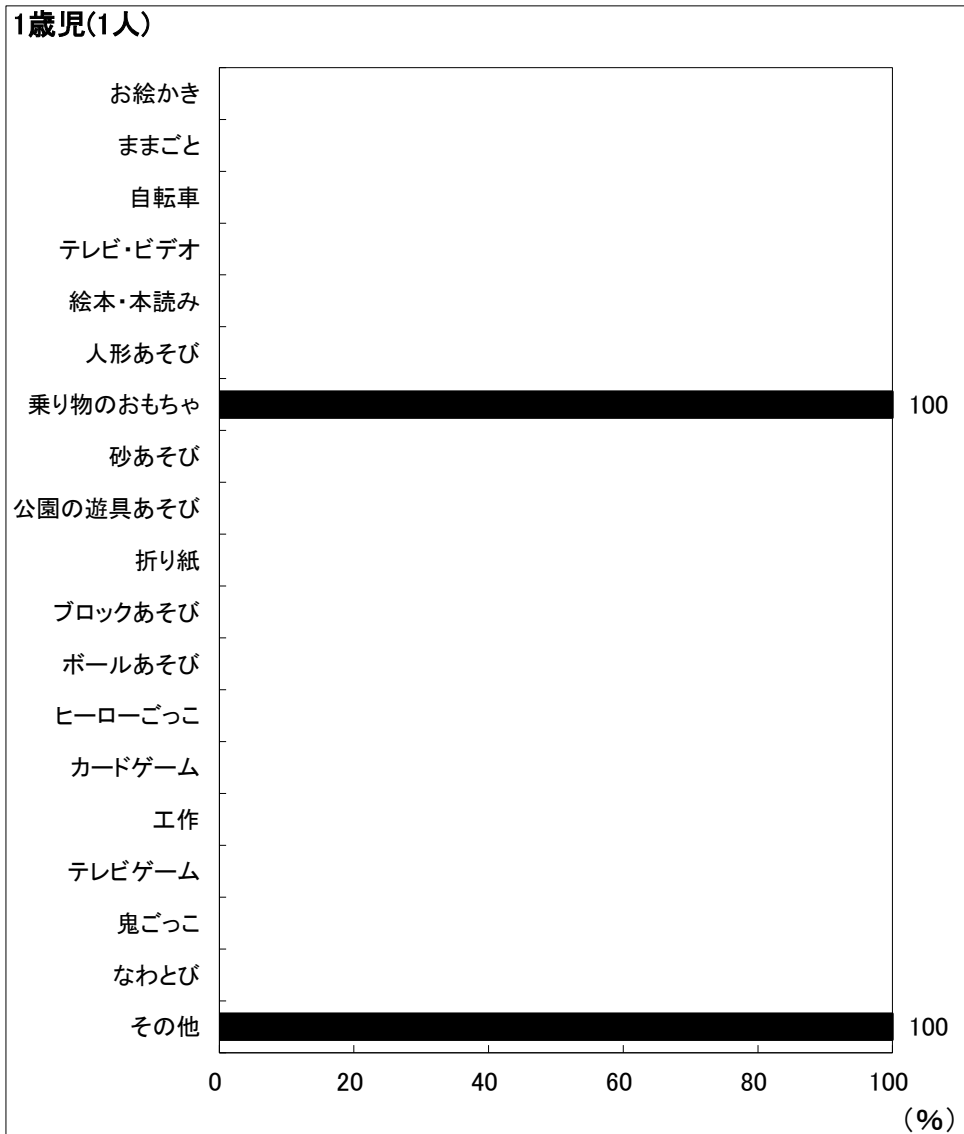 1歳児(1人)
お絵かき
ままごと
自転車
テレビ・ビデオ
絵本・本読み
人形あそび
乗り物のおもちゃ 100
砂あそび
公園の遊具あそび
折り紙
ブロックあそび
ボールあそび
ヒーローごっこ
カードゲーム
工作
テレビゲーム
鬼ごっこ
なわとび
その他 100
0 20 40 60 80 100
(%)